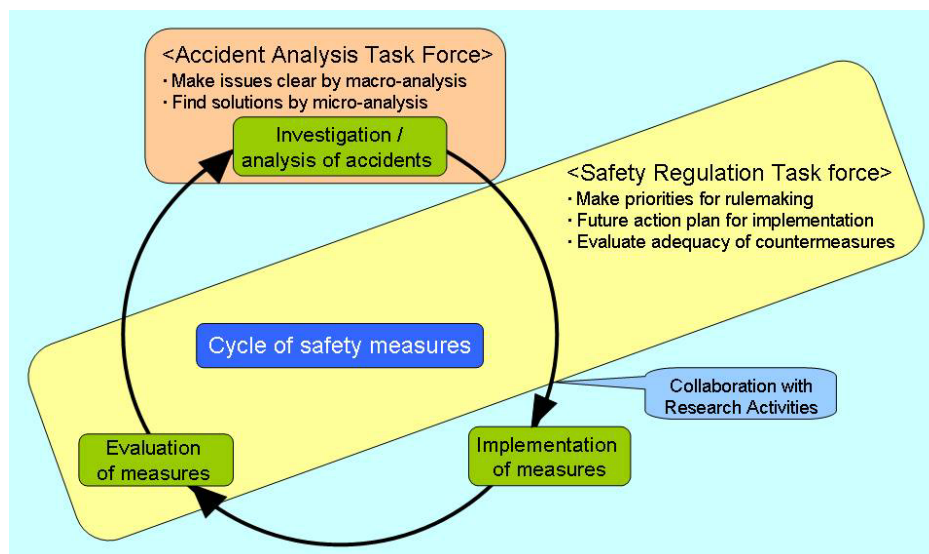 <Accident Analysis Task Force>
・Make issues clear by macro-analysis
・Find solutions by micro-analysis
Investigation /
analysis of accidents
<Safety Regulation Task force>
・Make priorities for rulemaking
・Future action plan for implementation
・Evaluate adequacy of countermeasures
Cycle of safety measures
Collaboration with
Research Activities
Evaluation
of measures
Implementation
of measures